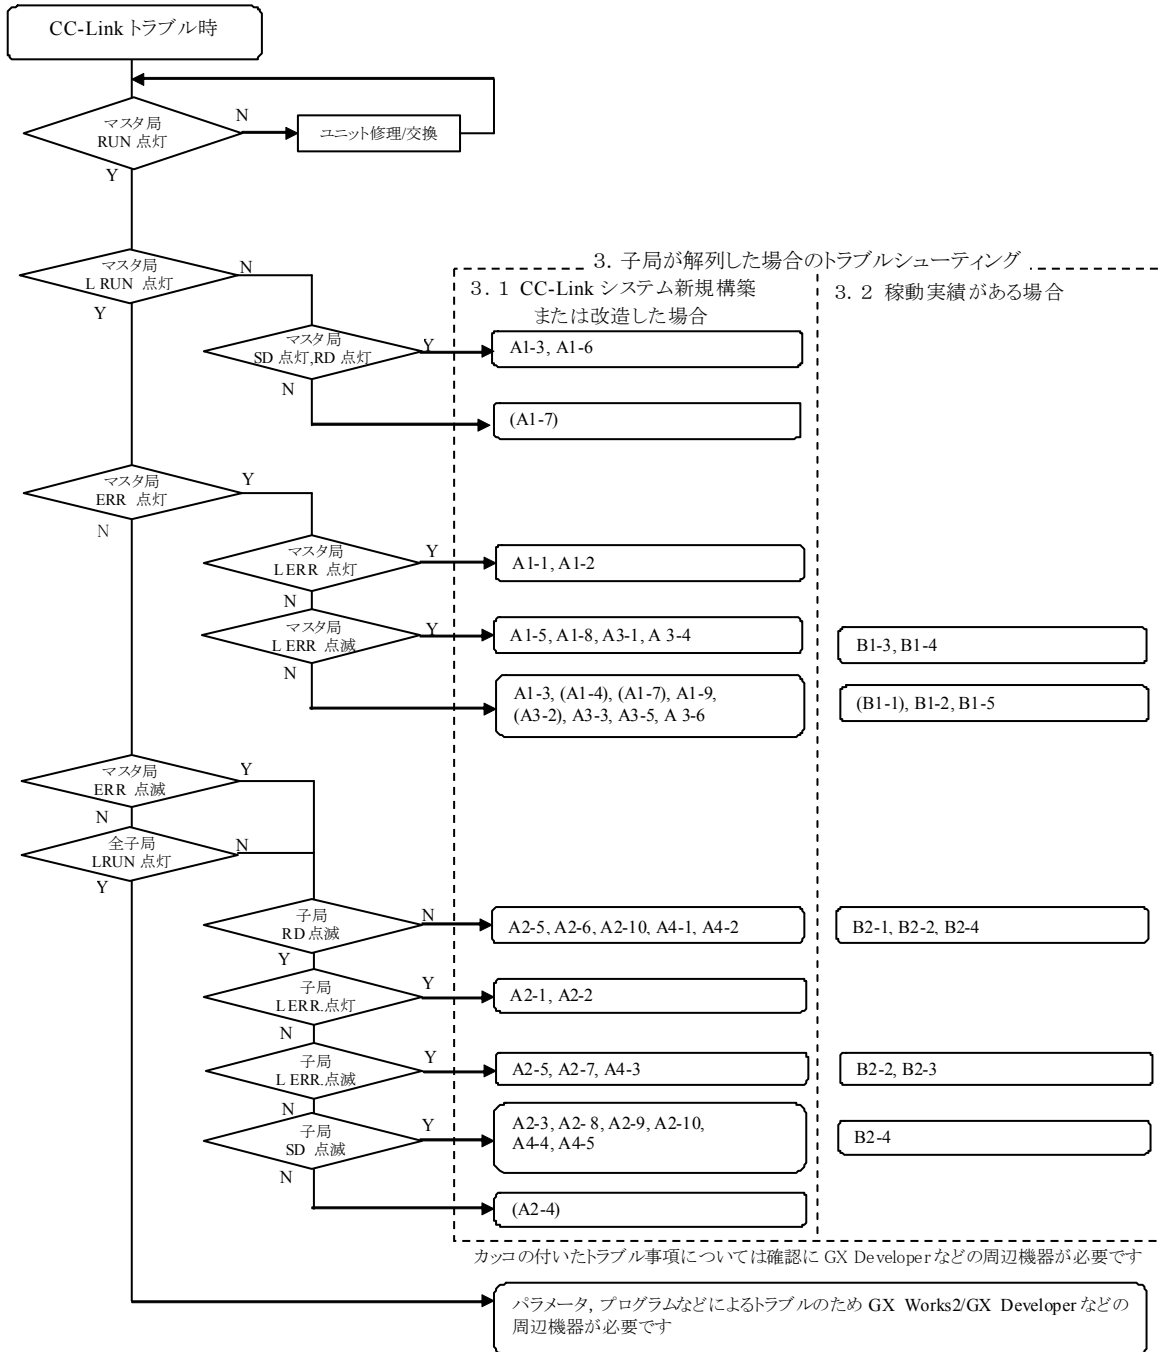 CC-Link トラブル時
マスタ局
RUN 点灯
N
ユニット修理/交換
Y
マスタ局
L RUN 点灯
N
Y
3．子局が解列した場合のトラブルシューティング
3．1 CC-Link システム新規構築
または改造した場合
3．2 稼動実績がある場合
マスタ局
SD 点灯,RD 点灯
Y
A1-3, A1-6
N
(A1-7)
マスタ局
ERR 点灯
Y
N
マスタ局
L ERR 点灯
Y
A1-1, A1-2
N
マスタ局
L ERR 点滅
Y
A1-5, A1-8, A3-1, A 3-4
B1-3, B1-4
N
A1-3, (A1-4), (A1-7), A1-9,
(A3-2), A3-3, A3-5, A 3-6
(B1-1), B1-2, B1-5
マスタ局
ERR 点滅
Y
N
全子局
LRUN 点灯
N
Y
子局
RD 点滅
N
A2-5, A2-6, A2-10, A4-1, A4-2
B2-1, B2-2, B2-4
Y
子局
L ERR.点灯
Y
A2-1, A2-2
N
子局
L ERR.点滅
Y
A2-5, A2-7, A4-3
B2-2, B2-3
N
子局
SD 点滅
Y
A2-3, A2- 8, A2-9, A2-10,
A4-4, A4-5
B2-4
N
(A2-4)
カッコの付いたトラブル事項については確認に GX Developer などの周辺機器が必要です
パラメータ, プログラムなどによるトラブルのため GX Works2/GX Developer などの
周辺機器が必要です